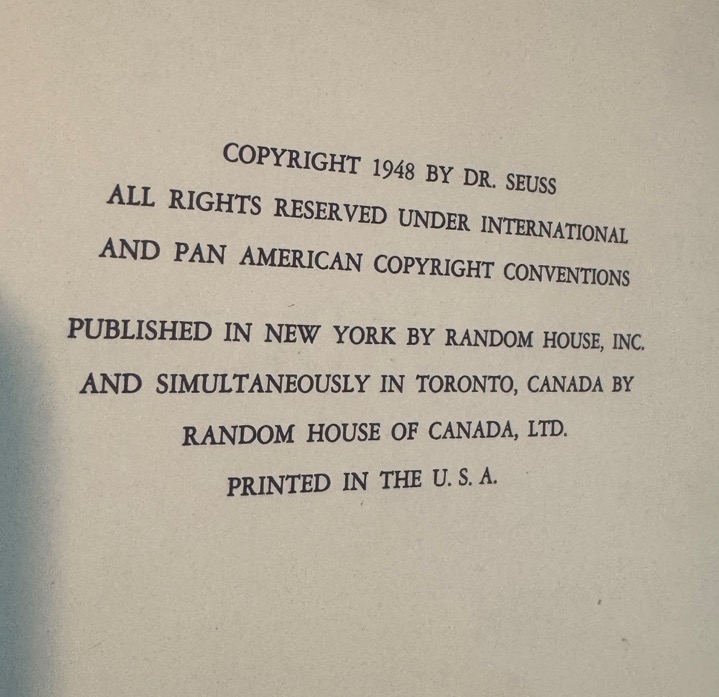 COPYRIGHT 1948 BY DR. SEUSS
ALL RIGHTS RESERVED UNDER INTERNATIONAL
AND PAN AMERICAN COPYRIGHT CONVENTIONS
PUBLISHED IN NEW YORK BY RANDOM HOUSE, INC.
AND SIMULTANEOUSLY IN TORONTO, CANADA BY
RANDOM HOUSE OF CANADA, LTD.
PRINTED IN THE U. S. A.